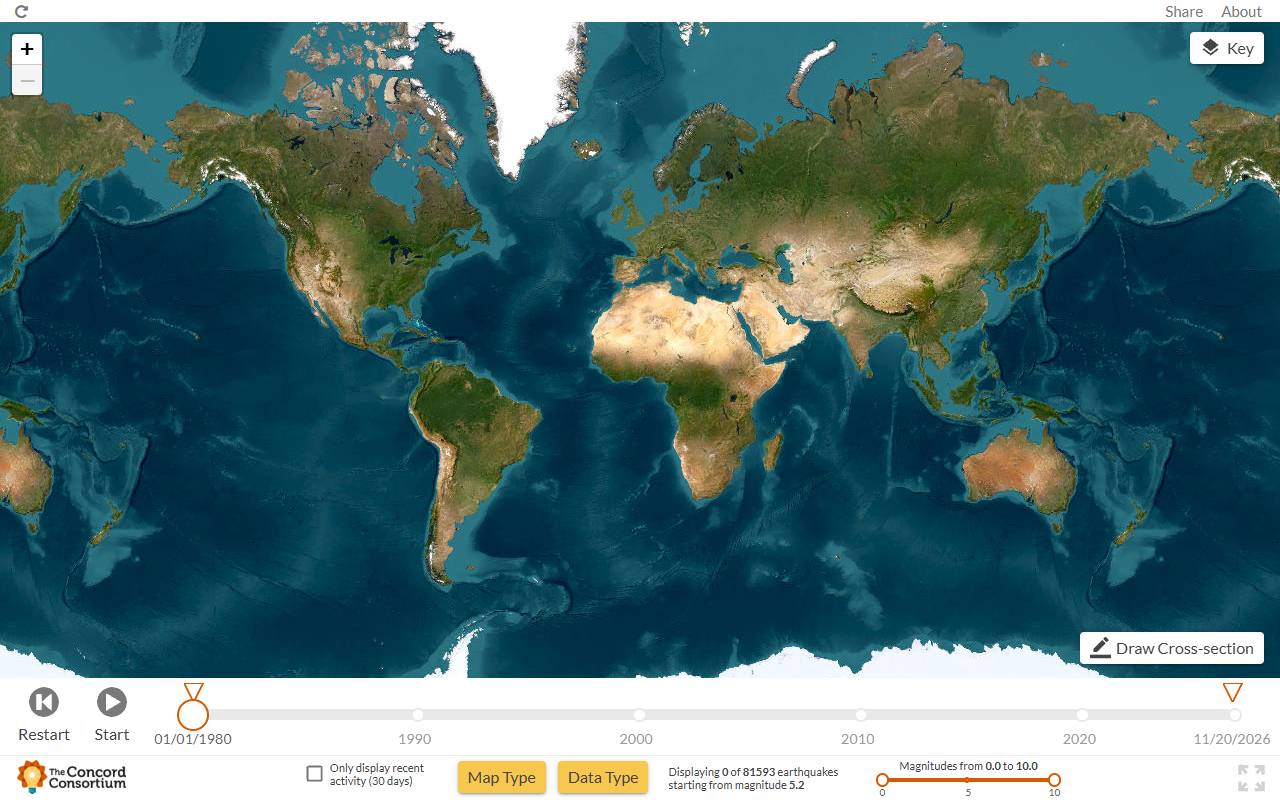 Share About
+
−
Key
Draw Cross-section
Restart
Start
01/01/1980
1990
2000
2010
2020
11/20/2026
The Concord
Consortium
Only display recent
activity (30 days)
Map Type
Data Type
Displaying 0 of 81593 earthquakes
starting from magnitude 5.2
Magnitudes from 0.0 to 10.0
0 5 10